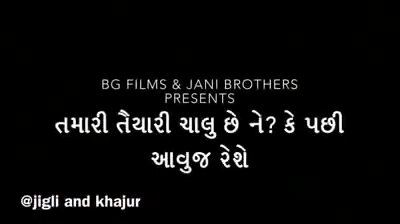 BG FILMS & JANI BROTHERS
PRESENTS
તમારી તૈયારી ચાલુ છે ને? કે પછી
આવુજ રેશે
@jigli and khajur